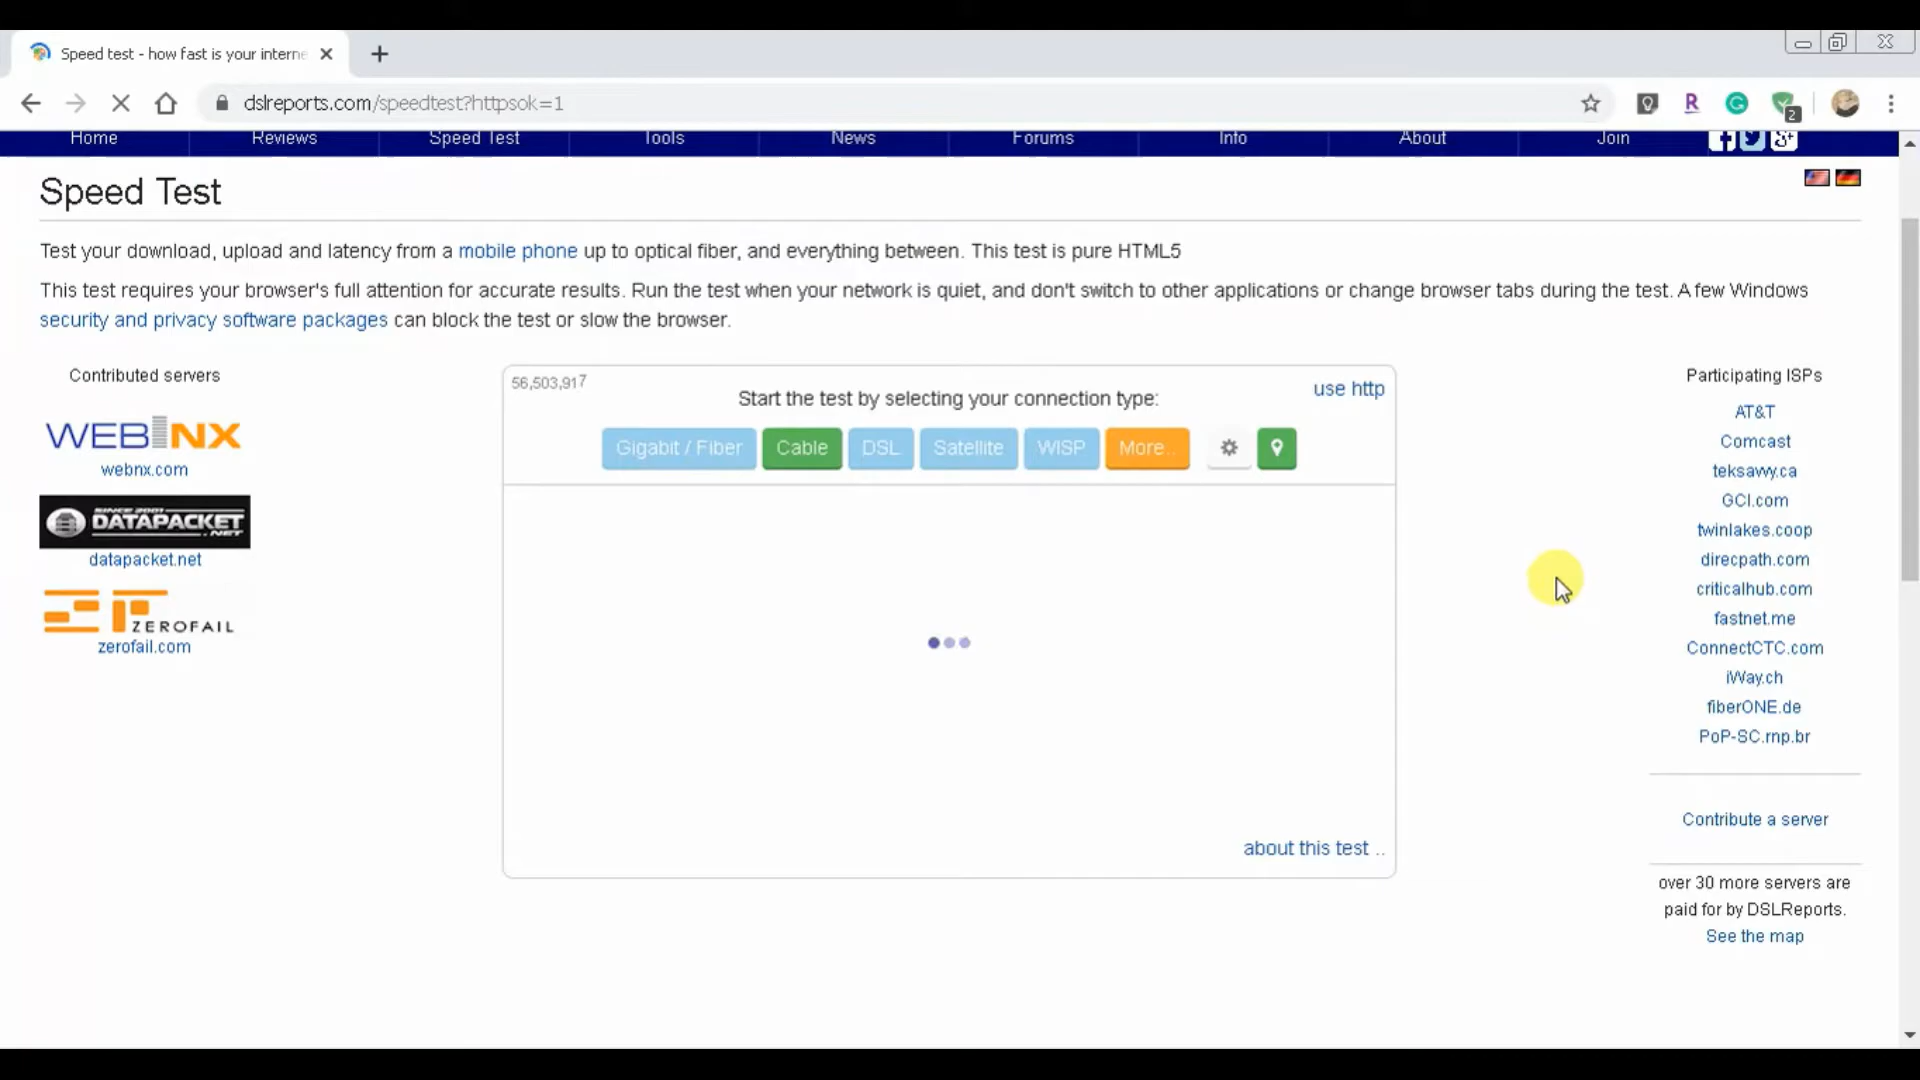 Speed test - how fast is your interne
dslreports.com/speedtest?httpsok=1
2
Home Reviews Speed Test Tools News Forums Info About Join
Speed Test
Test your download, upload and latency from a mobile phone up to optical fiber, and everything between. This test is pure HTML5
This test requires your browser's full attention for accurate results. Run the test when your network is quiet, and don't switch to other applications or change browser tabs during the test. A few Windows
security and privacy software packages can block the test or slow the browser.
Contributed servers
WEBNX
webnx.com
SINCE 2001
DATAPACKET.NET
datapacket.net
ZEROFAIL
zerofail.com
56,503,917
Start the test by selecting your connection type:
use http
Gigabit / Fiber Cable DSL Satellite WISP More..
about this test ..
Participating ISPs
AT&T
Comcast
teksavvy.ca
GCI.com
twinlakes.coop
direcpath.com
criticalhub.com
fastnet.me
ConnectCTC.com
iWay.ch
fiberONE.de
PoP-SC.rnp.br
Contribute a server
over 30 more servers are
paid for by DSLReports.
See the map